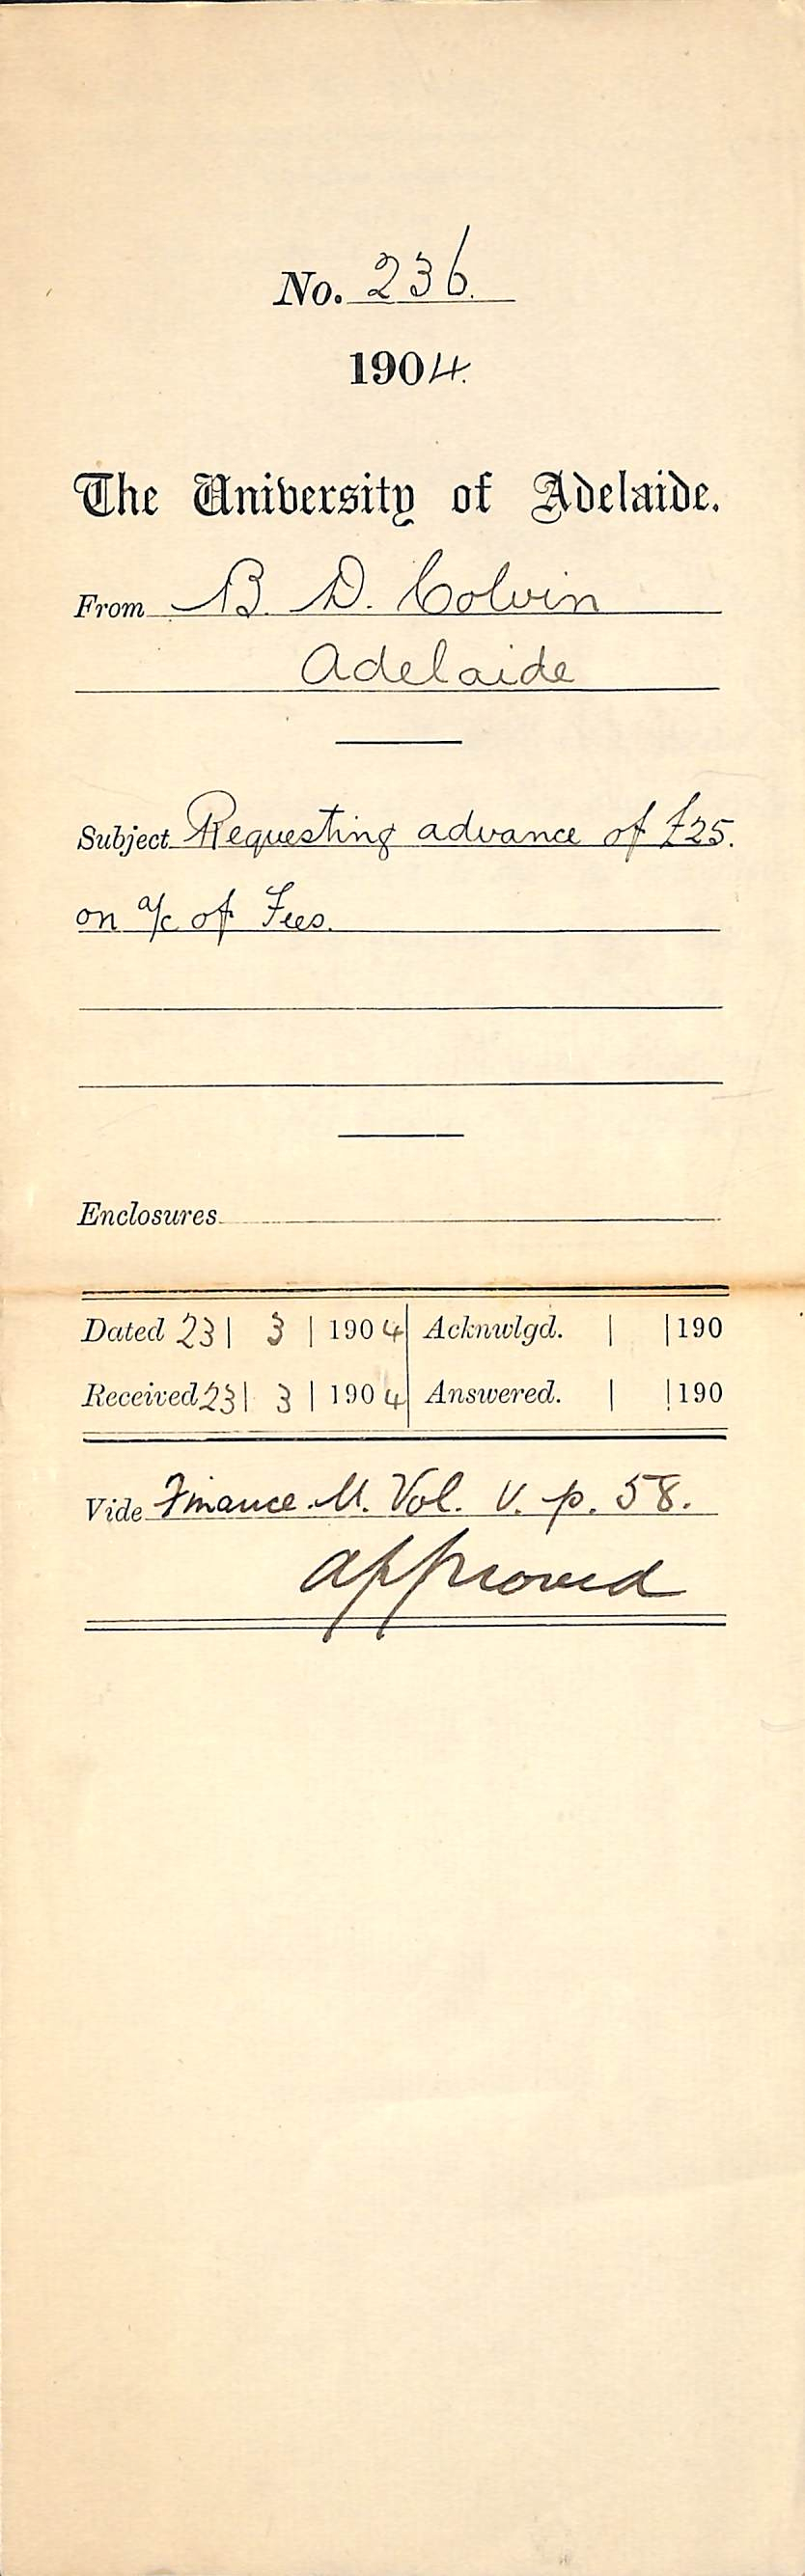 No. 236.
1904.
The University of Adelaide.
From B. D. Colvin
Adelaide
Subject Requesting advance of £25.
on a/c of Fees.
Enclosures
Dated 23 | 3 | 1904 Acknwlgd. | | 190
Received 23 | 3 | 1904 Answered. | | 190
Vide Finance M. Vol. V. p. 58.
approved